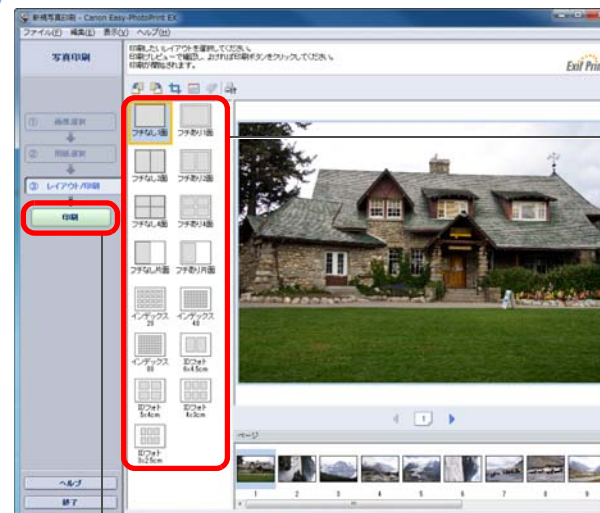 新規写真印刷 - Canon Easy-PhotoPrint EX
ファイル(F) 編集(E) 表示(V) ヘルプ(H)
写真印刷
印刷したいレイアウトを選択してください。
印刷プレビューで確認し、よければ印刷ボタンをクリックしてください。
印刷が開始されます。
Exif Prin
① 画像選択
② 用紙選択
③ レイアウト/印刷
印刷
フチなし1面 フチあり1面
フチなし2面 フチあり2面
フチなし4面 フチあり4面
フチなし片面 フチあり片面
インデックス 20 インデックス 40
インデックス 80 IDフォト 6x4.5cm
IDフォト 5x4cm IDフォト 4x3cm
IDフォト 3x2.5cm
1
ページ
1 2 3 4 5 6 7 8 9
ヘルプ
終了